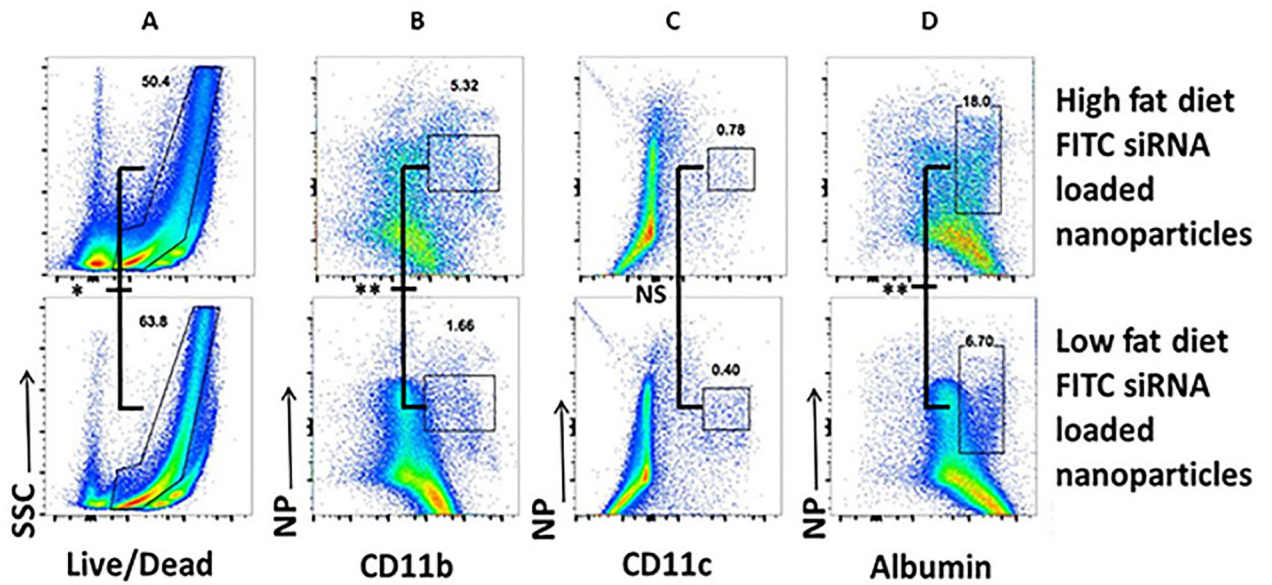 A B C D
50.4 5.32 0.78 18.0
High fat diet
FITC siRNA
loaded
nanoparticles
* ** NS **
63.8 1.66 0.40 6.70
Low fat diet
FITC siRNA
loaded
nanoparticles
SSC NP NP NP
Live/Dead CD11b CD11c Albumin